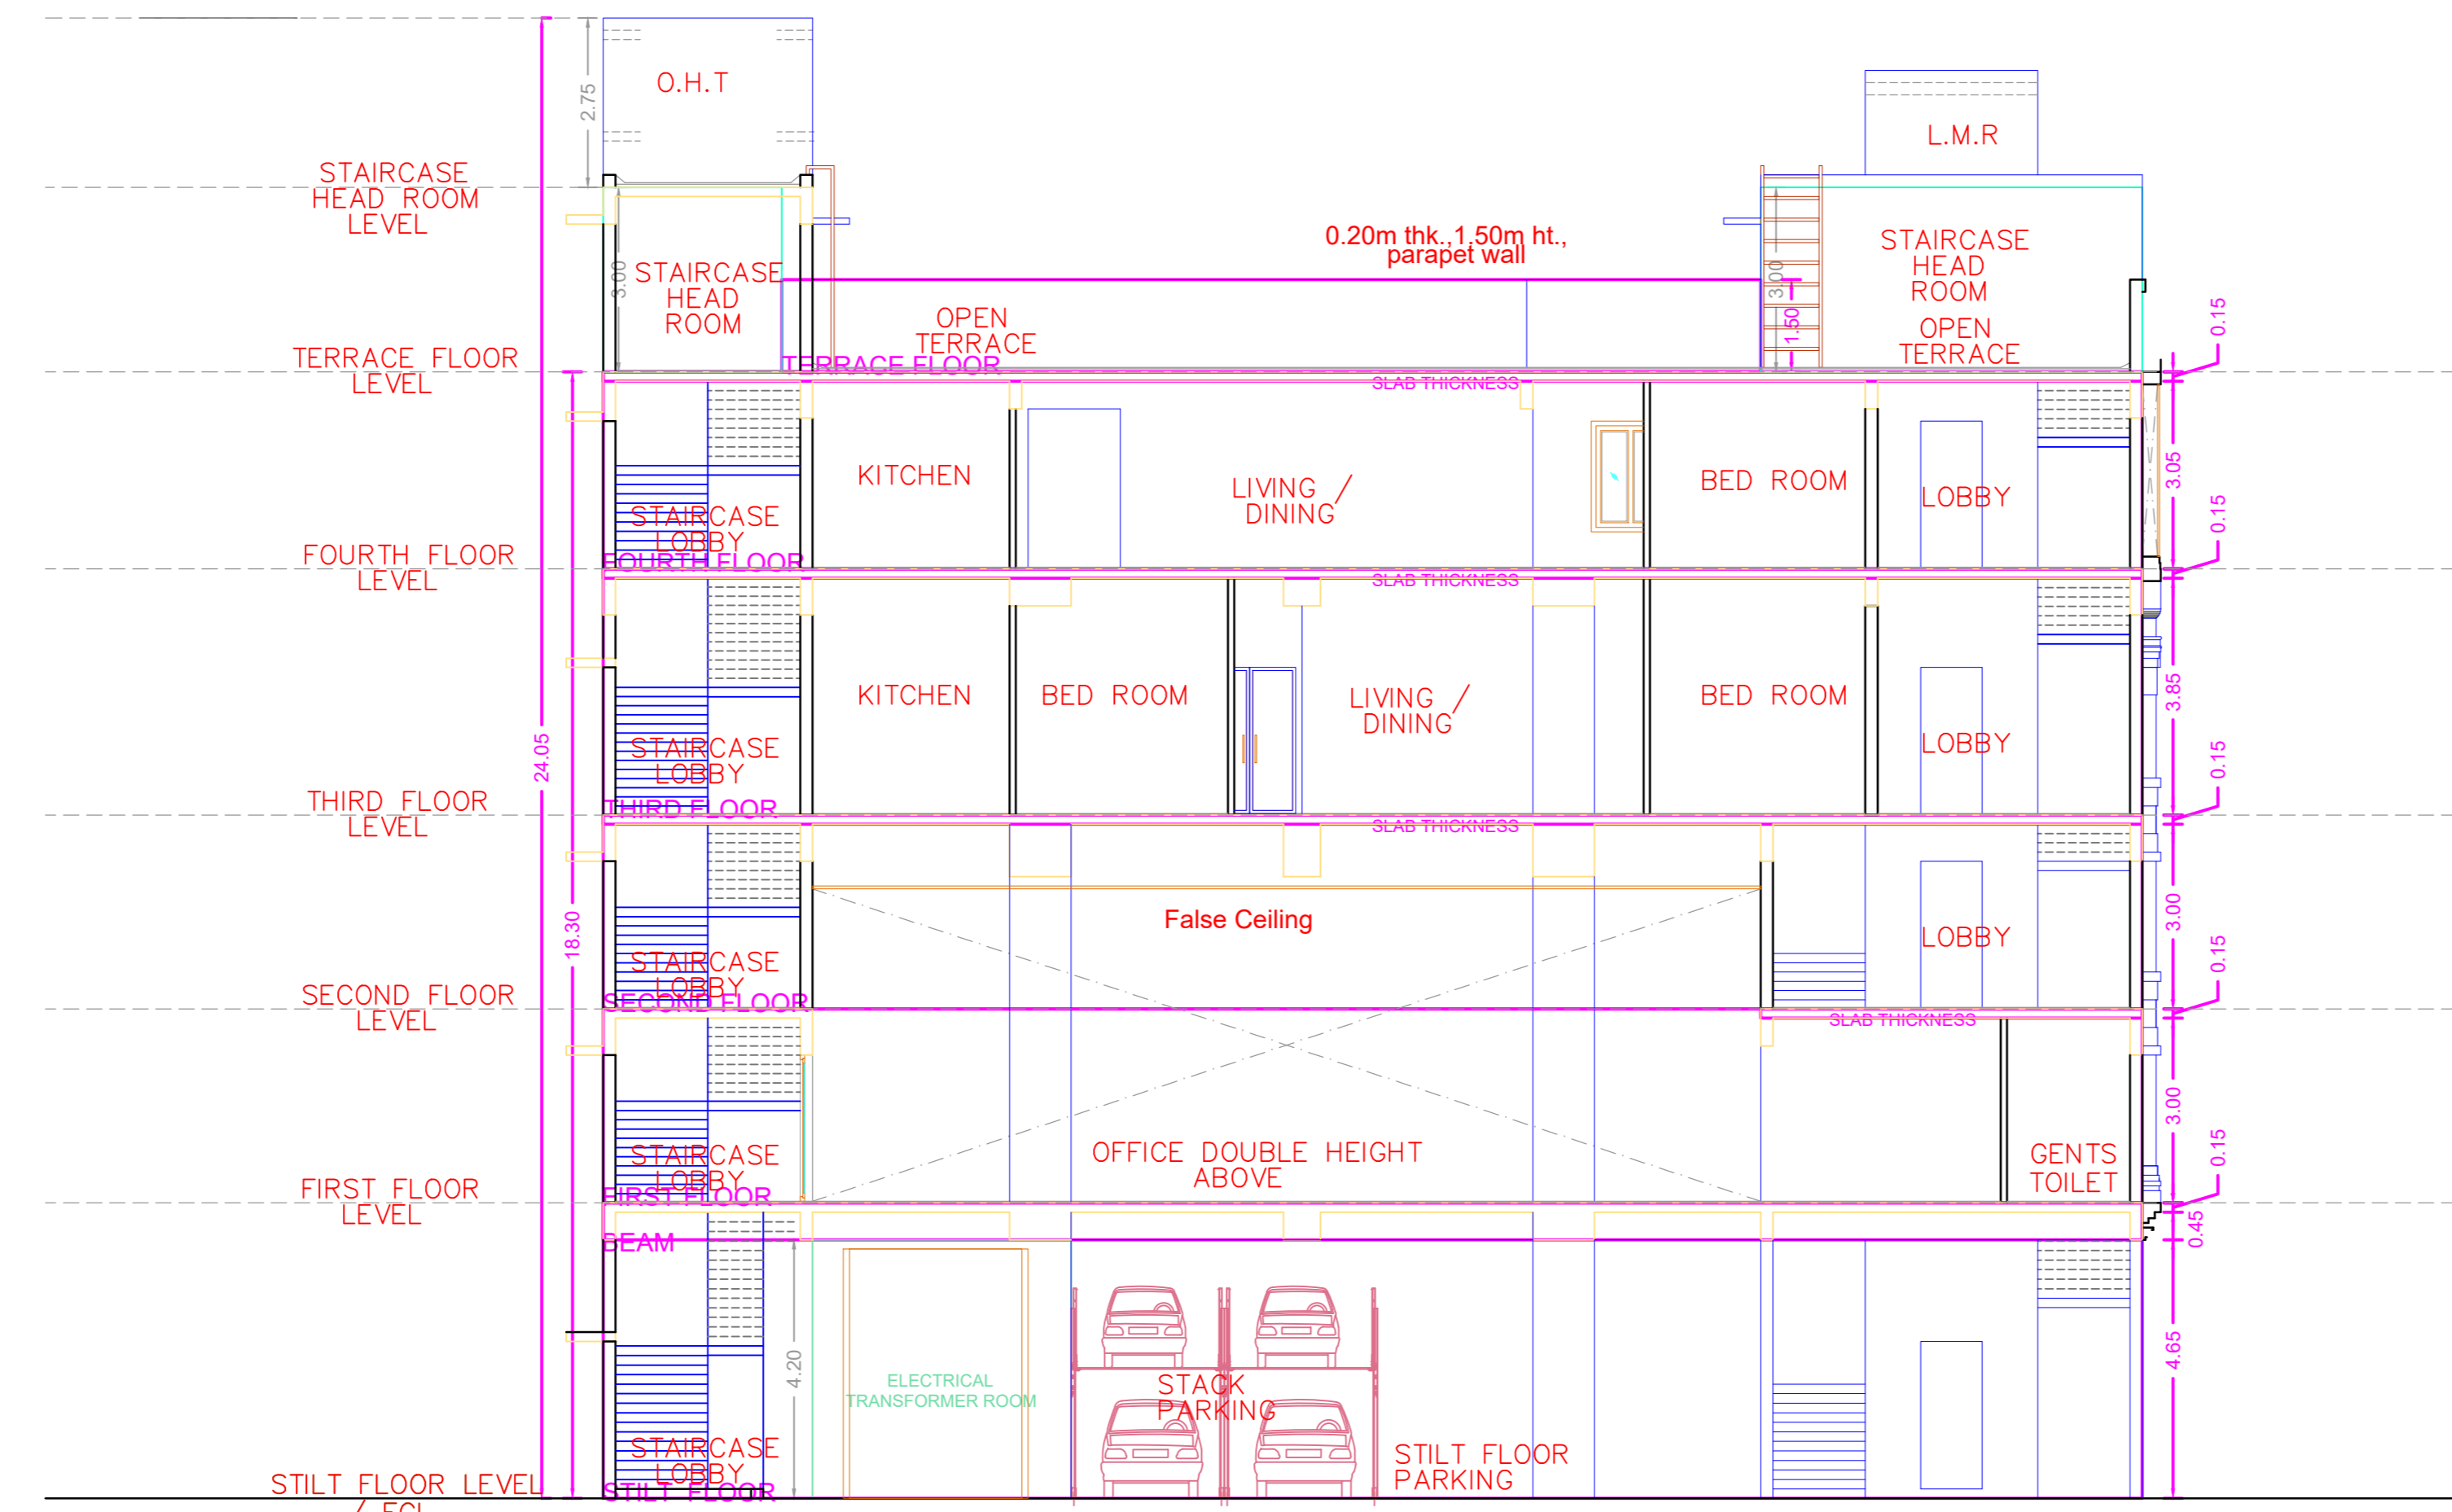 O.H.T
2.75
L.M.R
STAIRCASE
HEAD ROOM
LEVEL
0.20m thk.,1.50m ht.,
parapet wall
STAIRCASE
HEAD
ROOM
3.00
STAIRCASE
HEAD
ROOM
3.00
1.50
OPEN
TERRACE
OPEN
TERRACE
0.15
TERRACE FLOOR
LEVEL
TERRACE FLOOR
SLAB THICKNESS
KITCHEN
LIVING /
DINING
BED ROOM
LOBBY
3.05
STAIRCASE
LOBBY
0.15
FOURTH FLOOR
LEVEL
FOURTH FLOOR
SLAB THICKNESS
KITCHEN
BED ROOM
LIVING /
DINING
BED ROOM
LOBBY
3.85
24.05
STAIRCASE
LOBBY
0.15
THIRD FLOOR
LEVEL
THIRD FLOOR
SLAB THICKNESS
False Ceiling
LOBBY
3.00
18.30
STAIRCASE
LOBBY
0.15
SECOND FLOOR
LEVEL
SECOND FLOOR
SLAB THICKNESS
3.00
STAIRCASE
LOBBY
OFFICE DOUBLE HEIGHT
ABOVE
GENTS
TOILET
0.15
FIRST FLOOR
LEVEL
FIRST FLOOR
0.45
BEAM
4.20
4.65
ELECTRICAL
TRANSFORMER ROOM
STACK
PARKING
STAIRCASE
LOBBY
STILT FLOOR
PARKING
STILT FLOOR LEVEL
STILT FLOOR